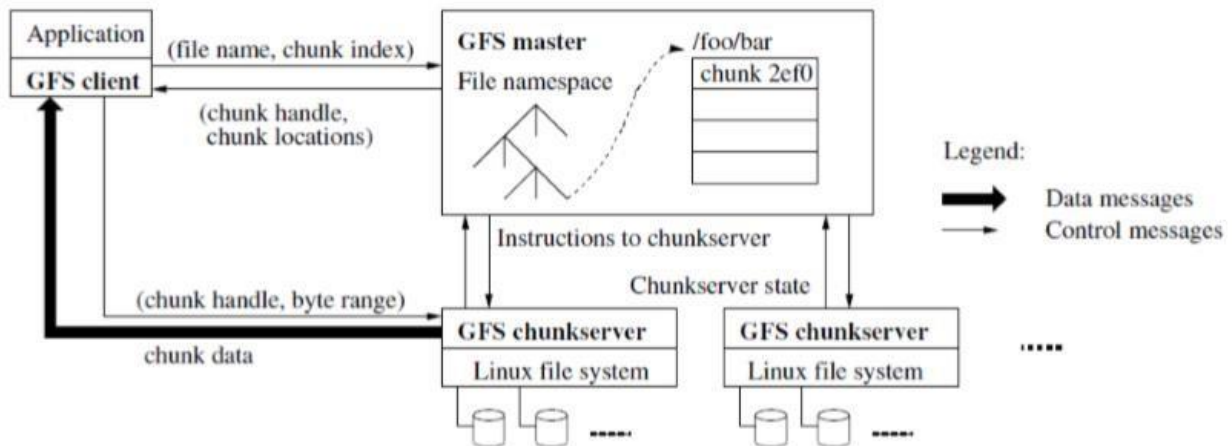 Application
GFS client
(file name, chunk index)
(chunk handle,
chunk locations)
GFS master
File namespace
/foo/bar
chunk 2ef0
Legend:
Data messages
Control messages
Instructions to chunkserver
Chunkserver state
(chunk handle, byte range)
chunk data
GFS chunkserver
Linux file system
GFS chunkserver
Linux file system